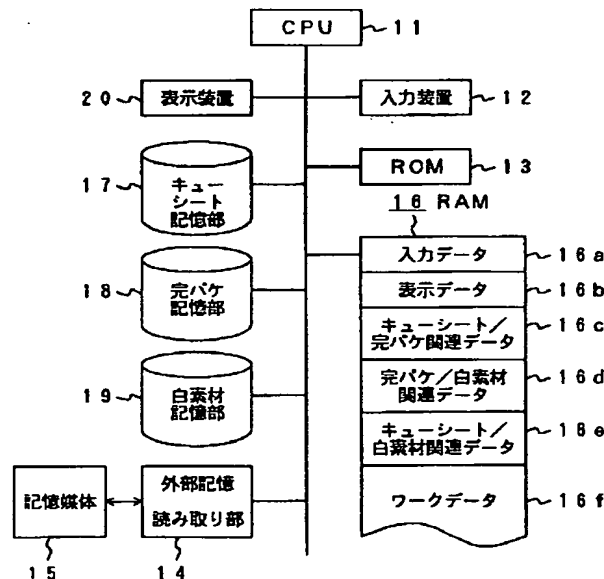 CPU 11
20 表示装置
入力装置 12
17 キュー
シート
記憶部
ROM 13
16 RAM
18 完パケ
記憶部
19 白素材
記憶部
入力データ 16a
表示データ 16b
キューシート/
完パケ関連データ 16c
完パケ/白素材
関連データ 16d
キューシート/
白素材関連データ 16e
ワークデータ 16f
記憶媒体
15
外部記憶
読み取り部
14